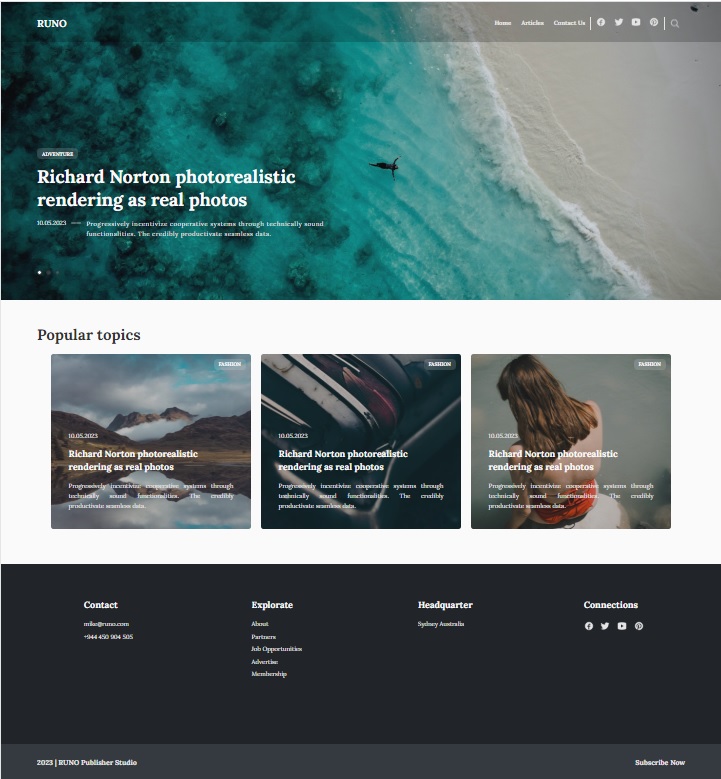 RUNO
Home Articles Contact Us
ADVENTURE
Richard Norton photorealistic
rendering as real photos
10.05.2023 — Progressively incentivize cooperative systems through technically sound
functionalities. The credibly productivate seamless data.
Popular topics
FASHION
10.05.2023
Richard Norton photorealistic
rendering as real photos
Progressively incentivize cooperative systems through
technically sound functionalities. The credibly
productivate seamless data.
FASHION
10.05.2023
Richard Norton photorealistic
rendering as real photos
Progressively incentivize cooperative systems through
technically sound functionalities. The credibly
productivate seamless data.
FASHION
10.05.2023
Richard Norton photorealistic
rendering as real photos
Progressively incentivize cooperative systems through
technically sound functionalities. The credibly
productivate seamless data.
Contact
mike@runo.com
+944 450 904 505
Explorate
About
Partners
Job Opportunities
Advertise
Membership
Headquarter
Sydney Australia
Connections
2023 | RUNO Publisher Studio
Subscribe Now